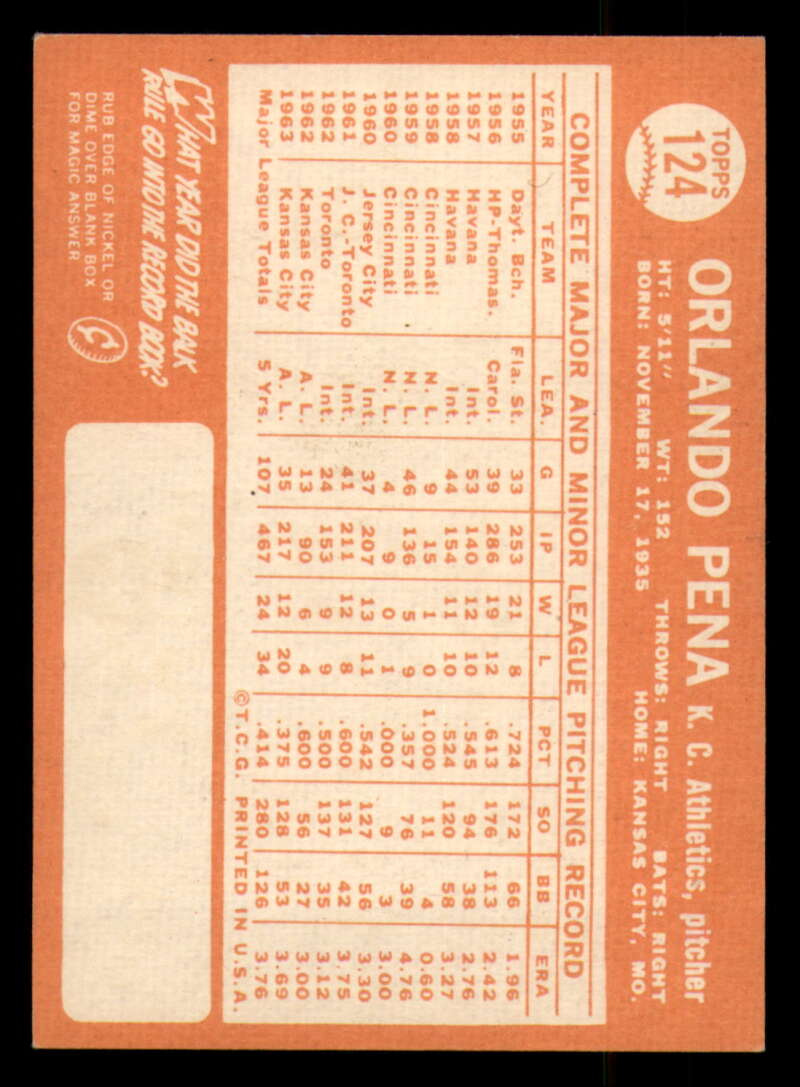 TOPPS
124
ORLANDO PENA K. C. Athletics, pitcher
HT: 5'11" WT: 152 THROWS: RIGHT BATS: RIGHT
BORN: NOVEMBER 17, 1935 HOME: KANSAS CITY, MO.
COMPLETE MAJOR AND MINOR LEAGUE PITCHING RECORD
YEAR TEAM LEA. G IP W L PCT SO BB ERA
1955 Dayt. Bch. Fla. St. 33 253 21 8 .724 172 66 1.96
1956 HP-Thomas. Carol. 39 286 19 12 .613 176 113 2.42
1957 Havana Int. 53 140 12 10 .545 94 38 2.76
1958 Havana Int. 44 154 11 10 .524 120 58 3.27
1958 Cincinnati N. L. 9 15 1 0 1.000 11 4 0.60
1959 Cincinnati N. L. 46 136 5 9 .357 76 39 4.76
1960 Cincinnati N. L. 4 9 0 1 .000 9 3 3.00
1960 Jersey City Int. 37 207 13 11 .542 127 56 3.30
1961 J. C.-Toronto Int. 41 211 12 8 .600 131 42 3.75
1962 Toronto Int. 24 153 9 9 .500 137 35 3.12
1962 Kansas City A. L. 13 90 6 4 .600 56 27 3.00
1963 Kansas City A. L. 35 217 12 20 .375 128 53 3.69
Major League Totals 5 Yrs. 107 467 24 34 .414 280 126 3.76
©T.C.G. PRINTED IN U.S.A.
WHAT YEAR DID THE BALK
RULE GO INTO THE RECORD BOOK?
RUB EDGE OF NICKEL OR
DIME OVER BLANK BOX
FOR MAGIC ANSWER